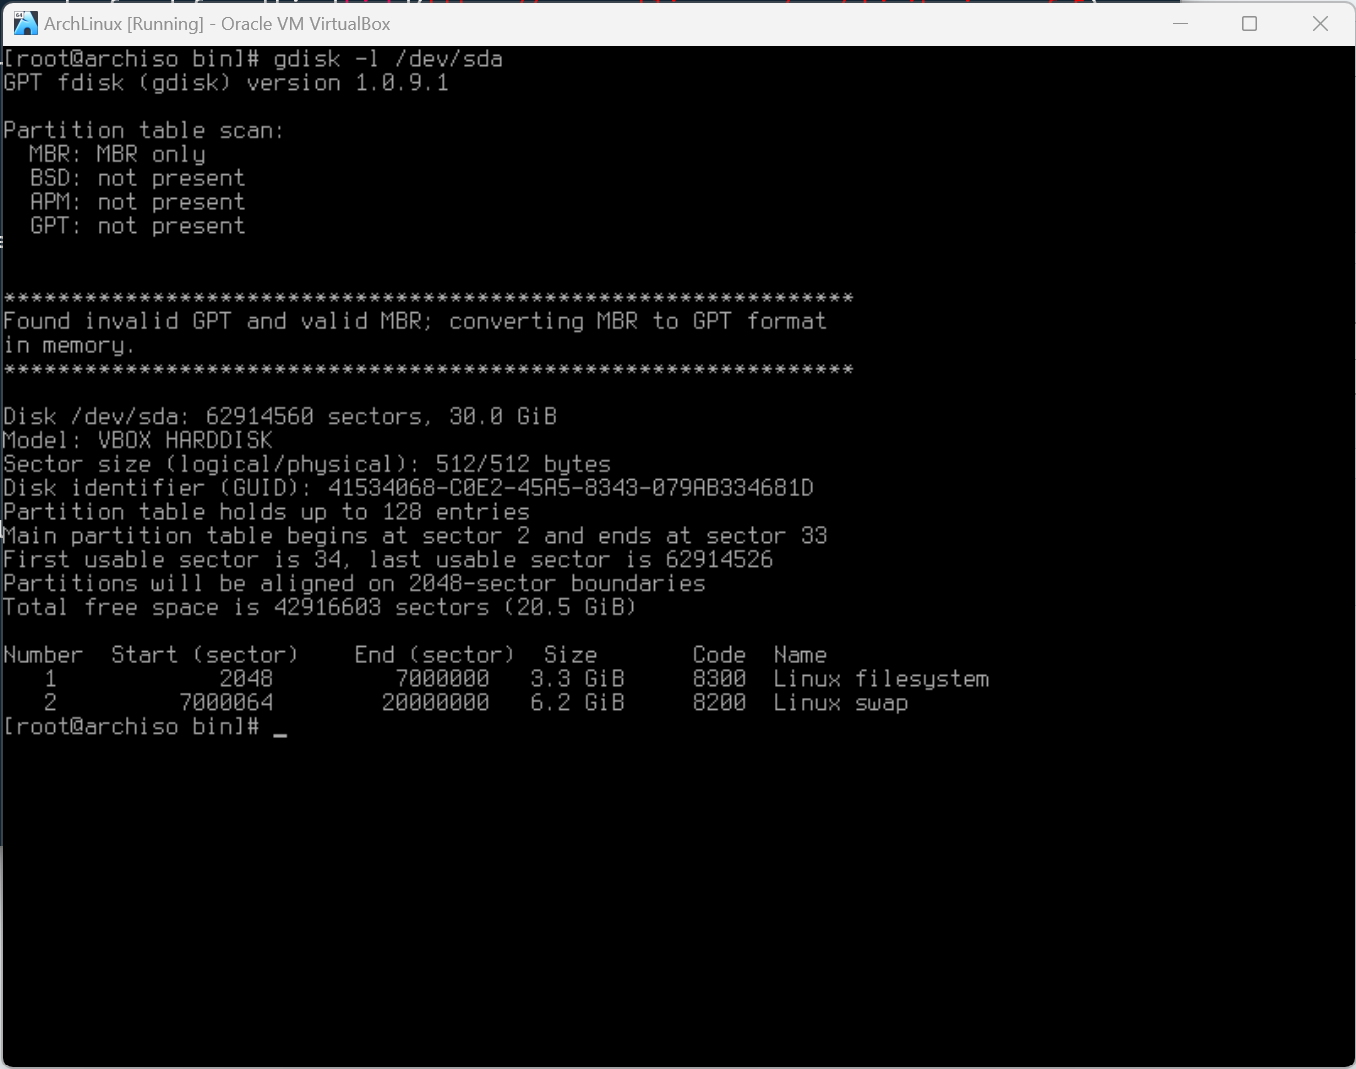 ArchLinux [Running] - Oracle VM VirtualBox
[root@archiso bin]# gdisk -l /dev/sda
GPT fdisk (gdisk) version 1.0.9.1
Partition table scan:
  MBR: MBR only
  BSD: not present
  APM: not present
  GPT: not present
***************************************************************
Found invalid GPT and valid MBR; converting MBR to GPT format
in memory.
***************************************************************
Disk /dev/sda: 62914560 sectors, 30.0 GiB
Model: VBOX HARDDISK
Sector size (logical/physical): 512/512 bytes
Disk identifier (GUID): 41534068-C0E2-45A5-8343-079AB334681D
Partition table holds up to 128 entries
Main partition table begins at sector 2 and ends at sector 33
First usable sector is 34, last usable sector is 62914526
Partitions will be aligned on 2048-sector boundaries
Total free space is 42916603 sectors (20.5 GiB)
Number  Start (sector)    End (sector)  Size       Code  Name
   1            2048         7000000   3.3 GiB     8300  Linux filesystem
   2         7000064        20000000   6.2 GiB     8200  Linux swap
[root@archiso bin]# _